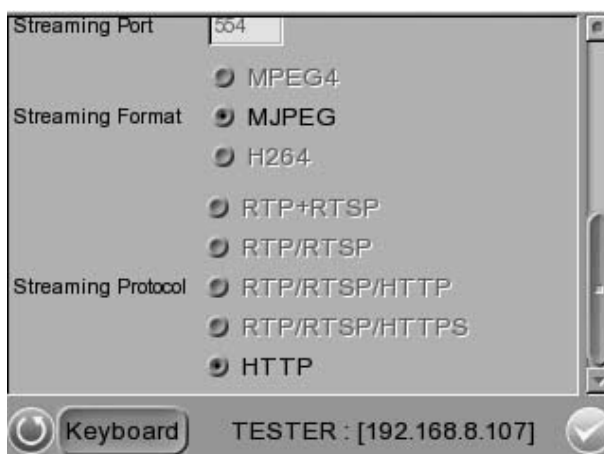 Streaming Port 554
MPEG4
Streaming Format MJPEG
H264
RTP+RTSP
RTP/RTSP
Streaming Protocol RTP/RTSP/HTTP
RTP/RTSP/HTTPS
HTTP
Keyboard TESTER : [192.168.8.107]